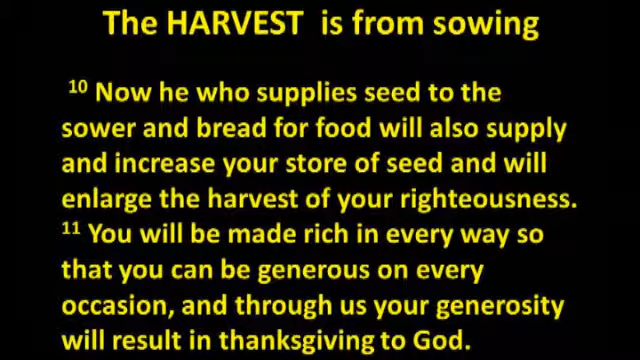 The HARVEST is from sowing
10 Now he who supplies seed to the
sower and bread for food will also supply
and increase your store of seed and will
enlarge the harvest of your righteousness.
11 You will be made rich in every way so
that you can be generous on every
occasion, and through us your generosity
will result in thanksgiving to God.